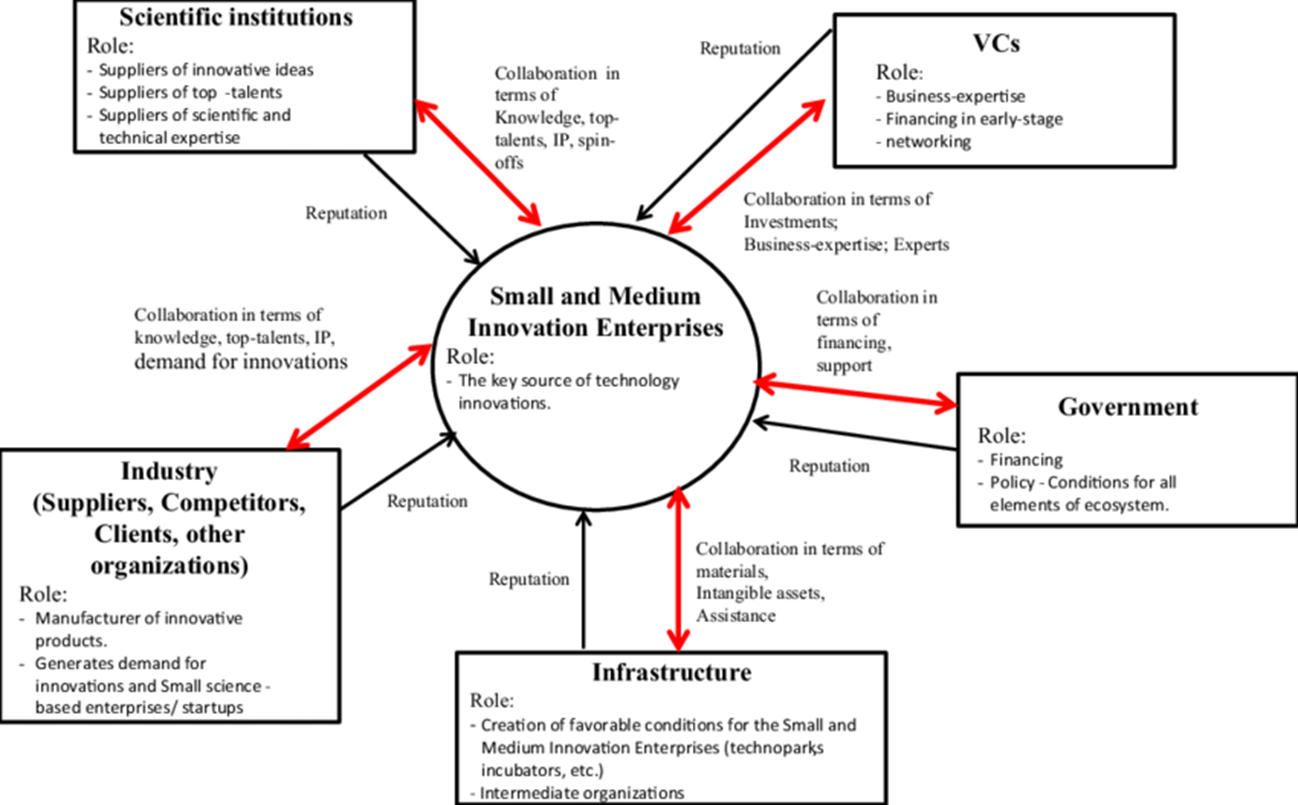 Scientific institutions
Role:
- Suppliers of innovative ideas
- Suppliers of top -talents
- Suppliers of scientific and
technical expertise
Reputation
Collaboration in
terms of
Knowledge, top-
talents, IP, spin-
offs
Reputation
VCs
Role:
- Business-expertise
- Financing in early-stage
- networking
Collaboration in terms of
Investments;
Business-expertise; Experts
Small and Medium
Innovation Enterprises
Role:
- The key source of technology
innovations.
Collaboration in terms of
knowledge, top-talents, IP,
demand for innovations
Collaboration in
terms of
financing,
support
Government
Role:
- Financing
- Policy - Conditions for all
elements of ecosystem.
Reputation
Industry
(Suppliers, Competitors,
Clients, other
organizations)
Role:
- Manufacturer of innovative
products.
- Generates demand for
innovations and Small science -
based enterprises/ startups
Reputation
Reputation
Collaboration in terms of
materials,
Intangible assets,
Assistance
Infrastructure
Role:
- Creation of favorable conditions for the Small and
Medium Innovation Enterprises (technoparks,
incubators, etc.)
- Intermediate organizations